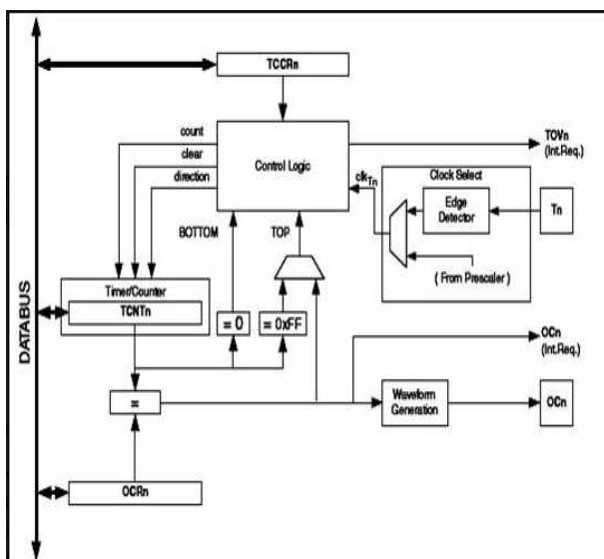 TCCRn
count
clear
direction
Control Logic
TOVn
(Int.Req.)
Clock Select
clkTn
Edge
Detector
Tn
( From Prescaler )
BOTTOM
TOP
Timer/Counter
TCNTn
= 0
= 0xFF
OCn
(Int.Req.)
=
Waveform
Generation
OCn
OCRn
DATABUS